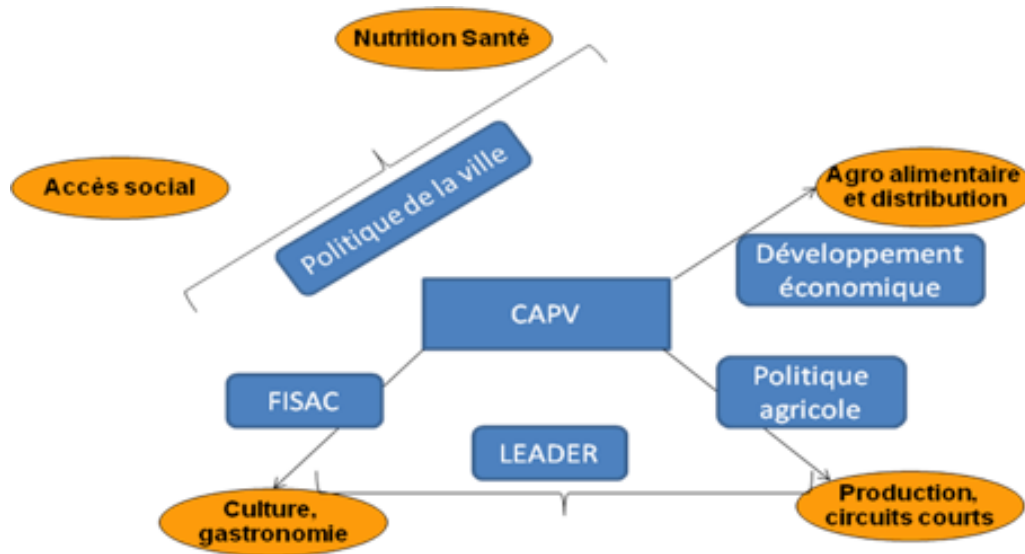 Nutrition Santé
Accès social
Politique de la ville
Agro alimentaire
et distribution
Développement
économique
CAPV
FISAC
Politique
agricole
LEADER
Culture,
gastronomie
Production,
circuits courts